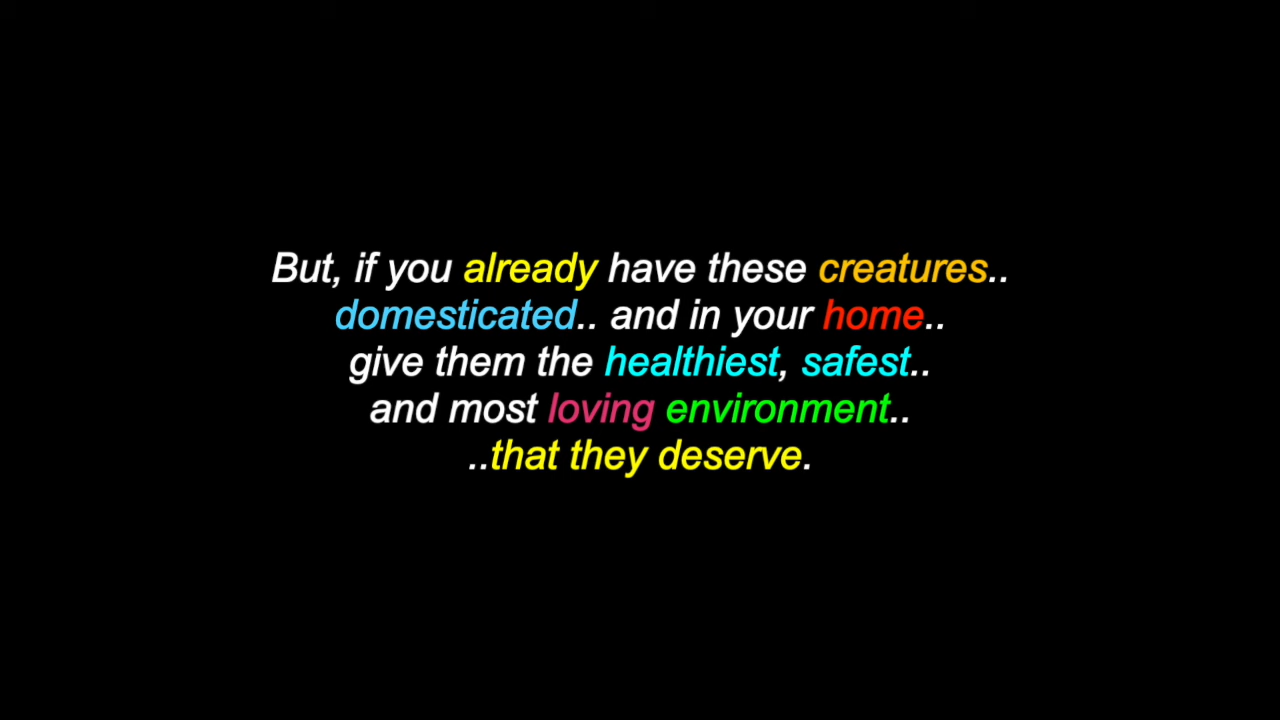 But, if you already have these creatures..
domesticated.. and in your home..
give them the healthiest, safest..
and most loving environment..
..that they deserve.